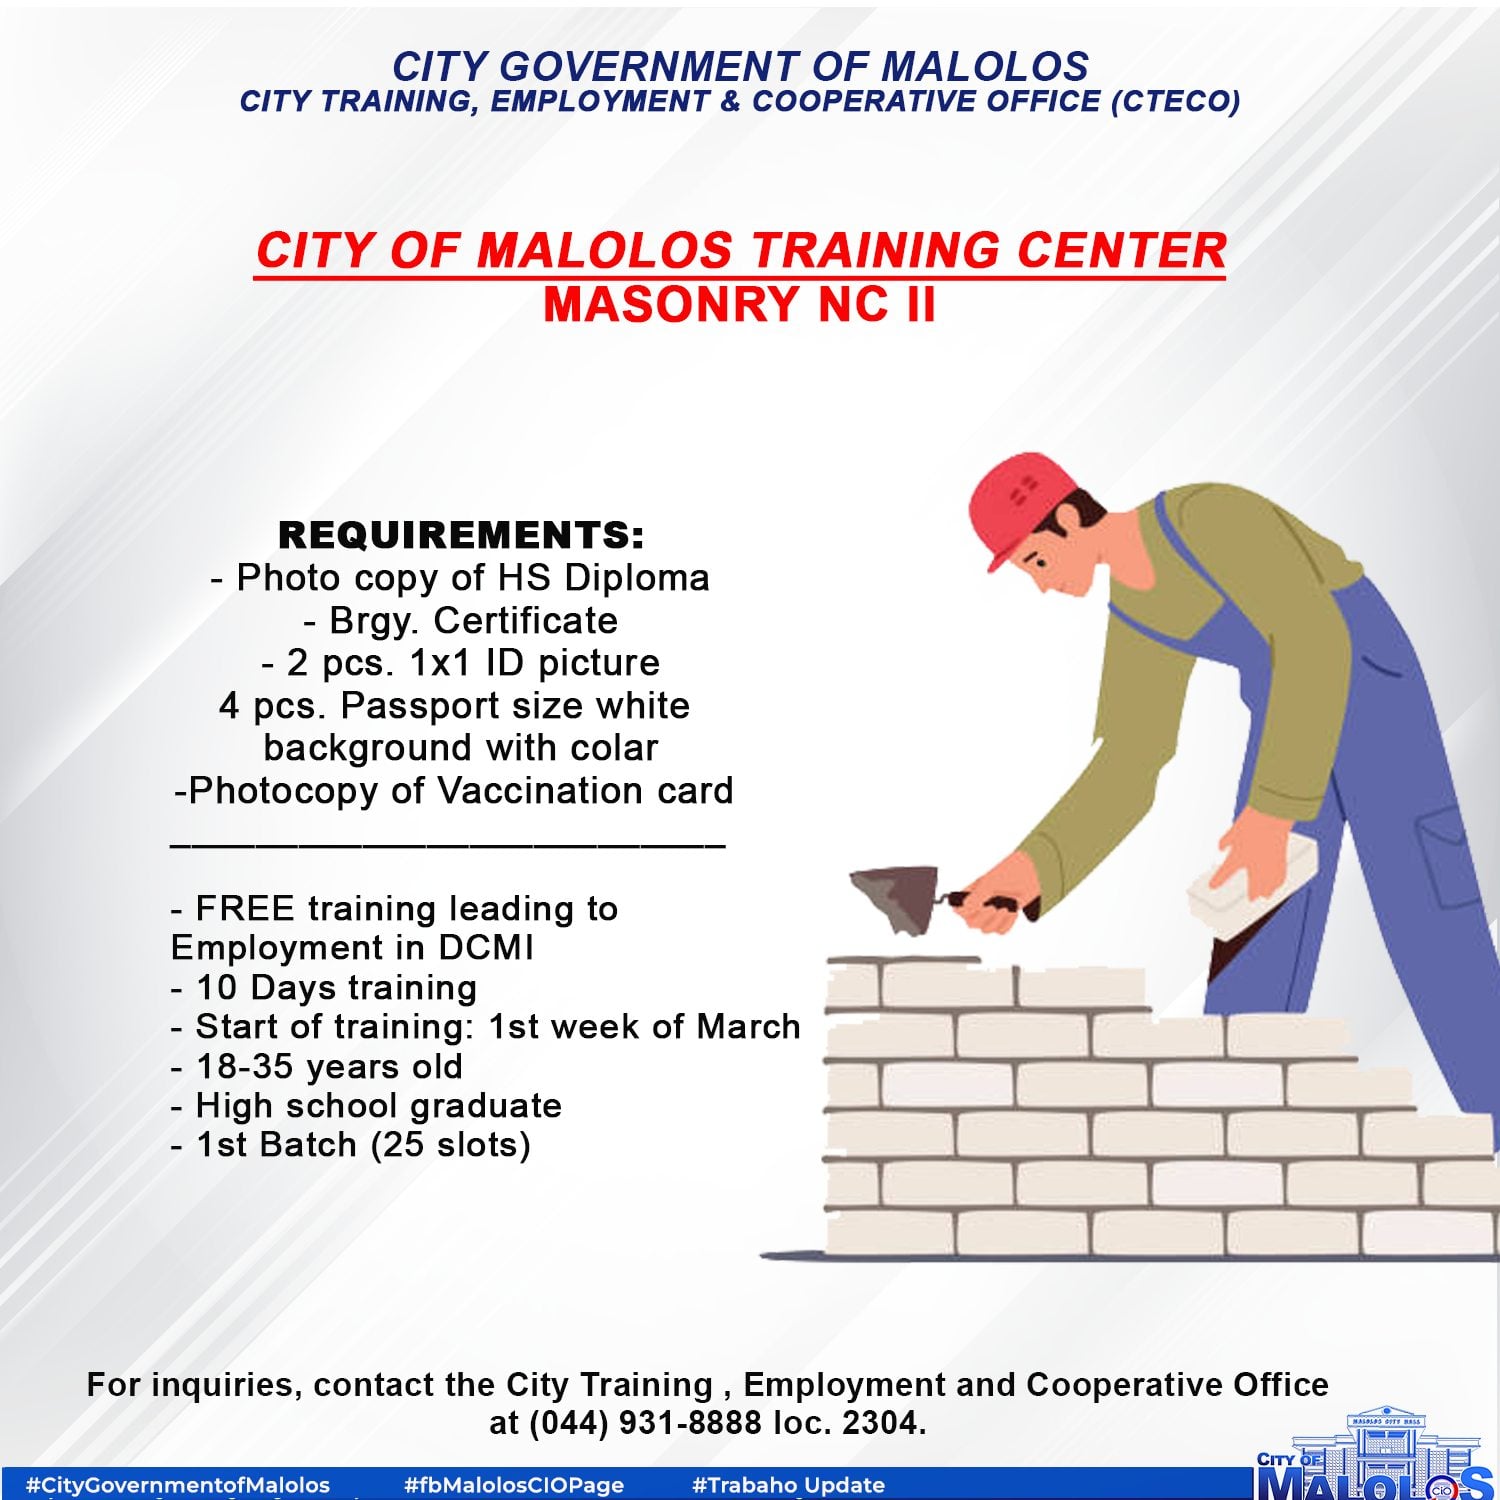 CITY GOVERNMENT OF MALOLOS
CITY TRAINING, EMPLOYMENT & COOPERATIVE OFFICE (CTECO)
CITY OF MALOLOS TRAINING CENTER
MASONRY NC II
REQUIREMENTS:
- Photo copy of HS Diploma
- Brgy. Certificate
- 2 pcs. 1x1 ID picture
4 pcs. Passport size white
background with colar
-Photocopy of Vaccination card
- FREE training leading to
Employment in DCMI
- 10 Days training
- Start of training: 1st week of March
- 18-35 years old
- High school graduate
- 1st Batch (25 slots)
For inquiries, contact the City Training , Employment and Cooperative Office
at (044) 931-8888 loc. 2304.
MALOLOS CITY HALL
CITY OF
MALOLOS
CIO
#CityGovernmentofMalolos #fbMalolosCIOPage #Trabaho Update